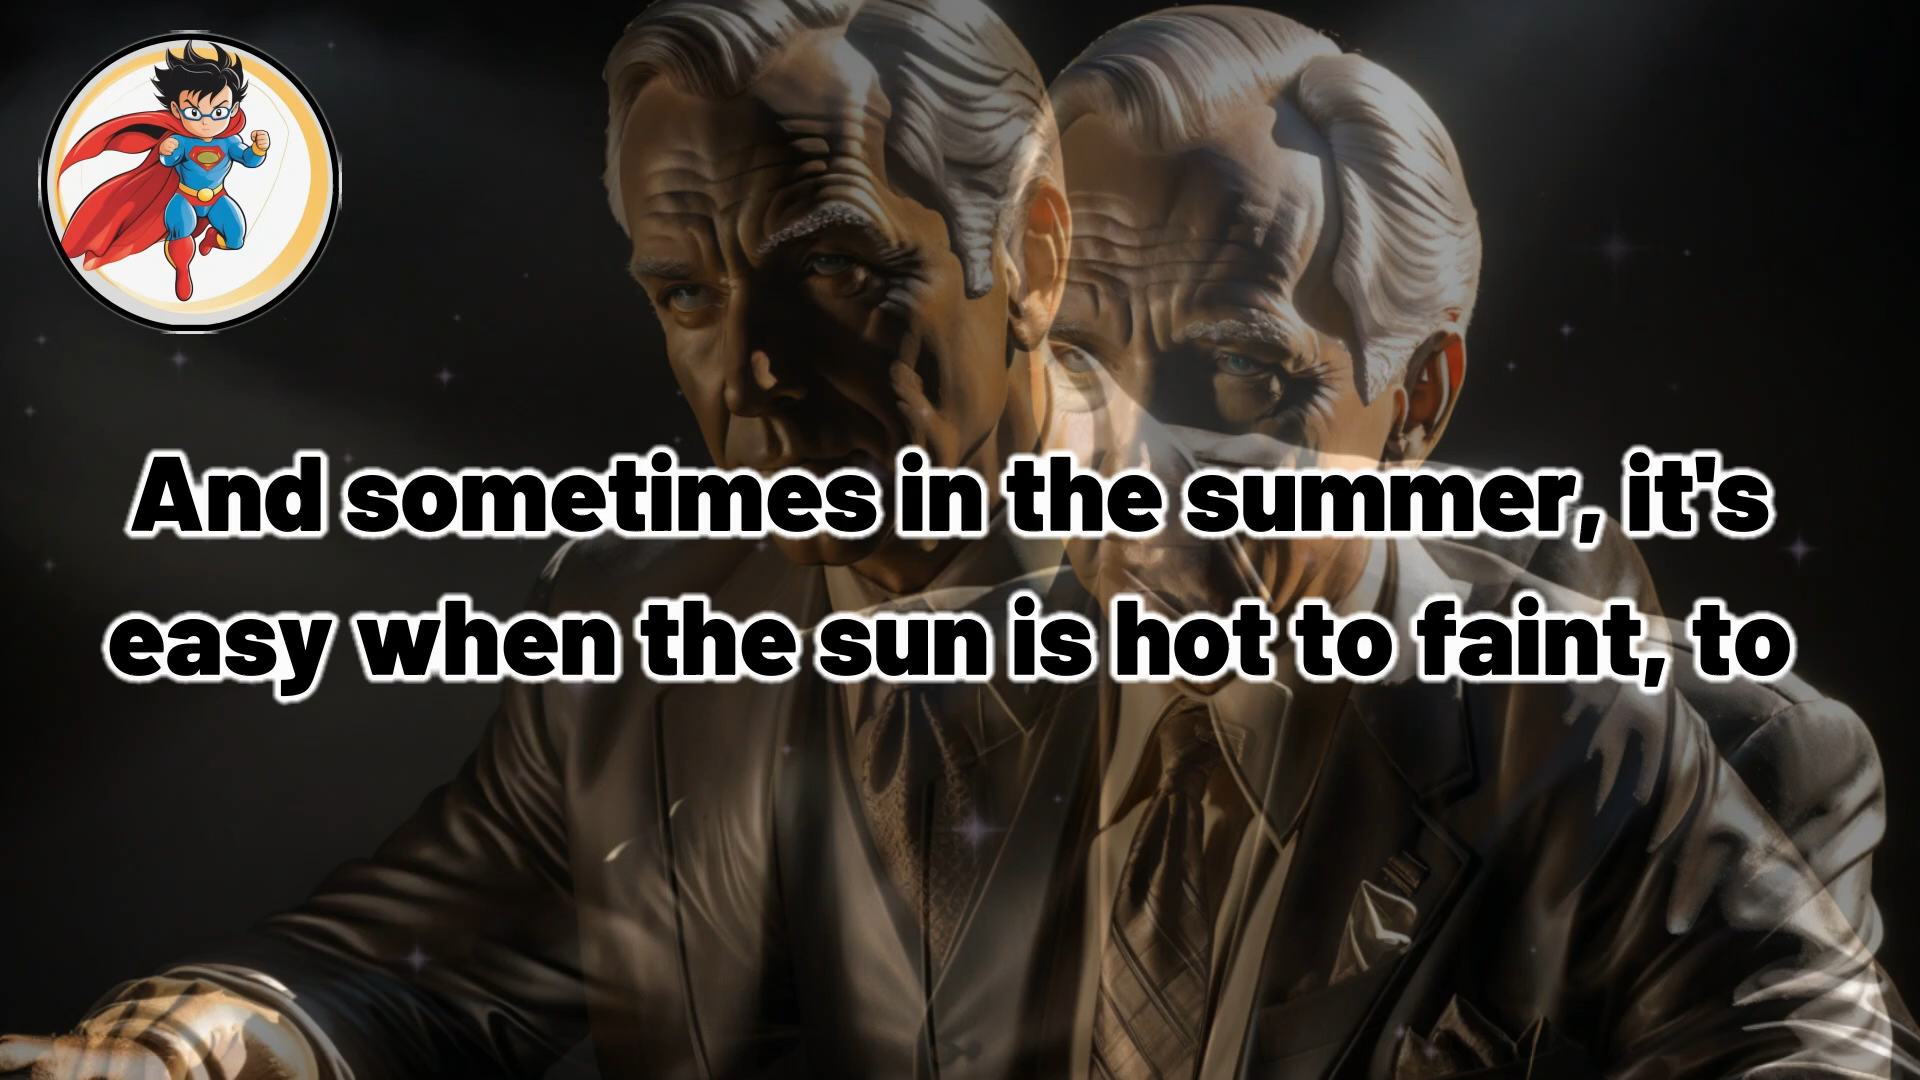 And sometimes in the summer, it's
easy when the sun is hot to faint, to